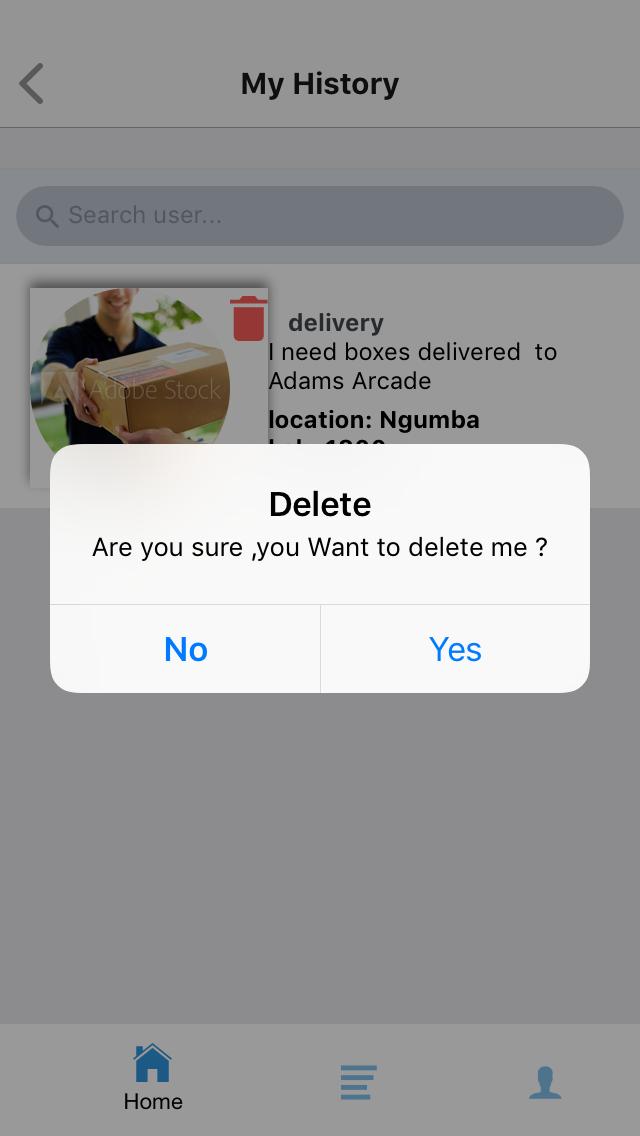 My History
Search user...
delivery
I need boxes delivered  to
Adams Arcade
location: Ngumba
Adobe Stock
Delete
Are you sure ,you Want to delete me ?
No
Yes
Home